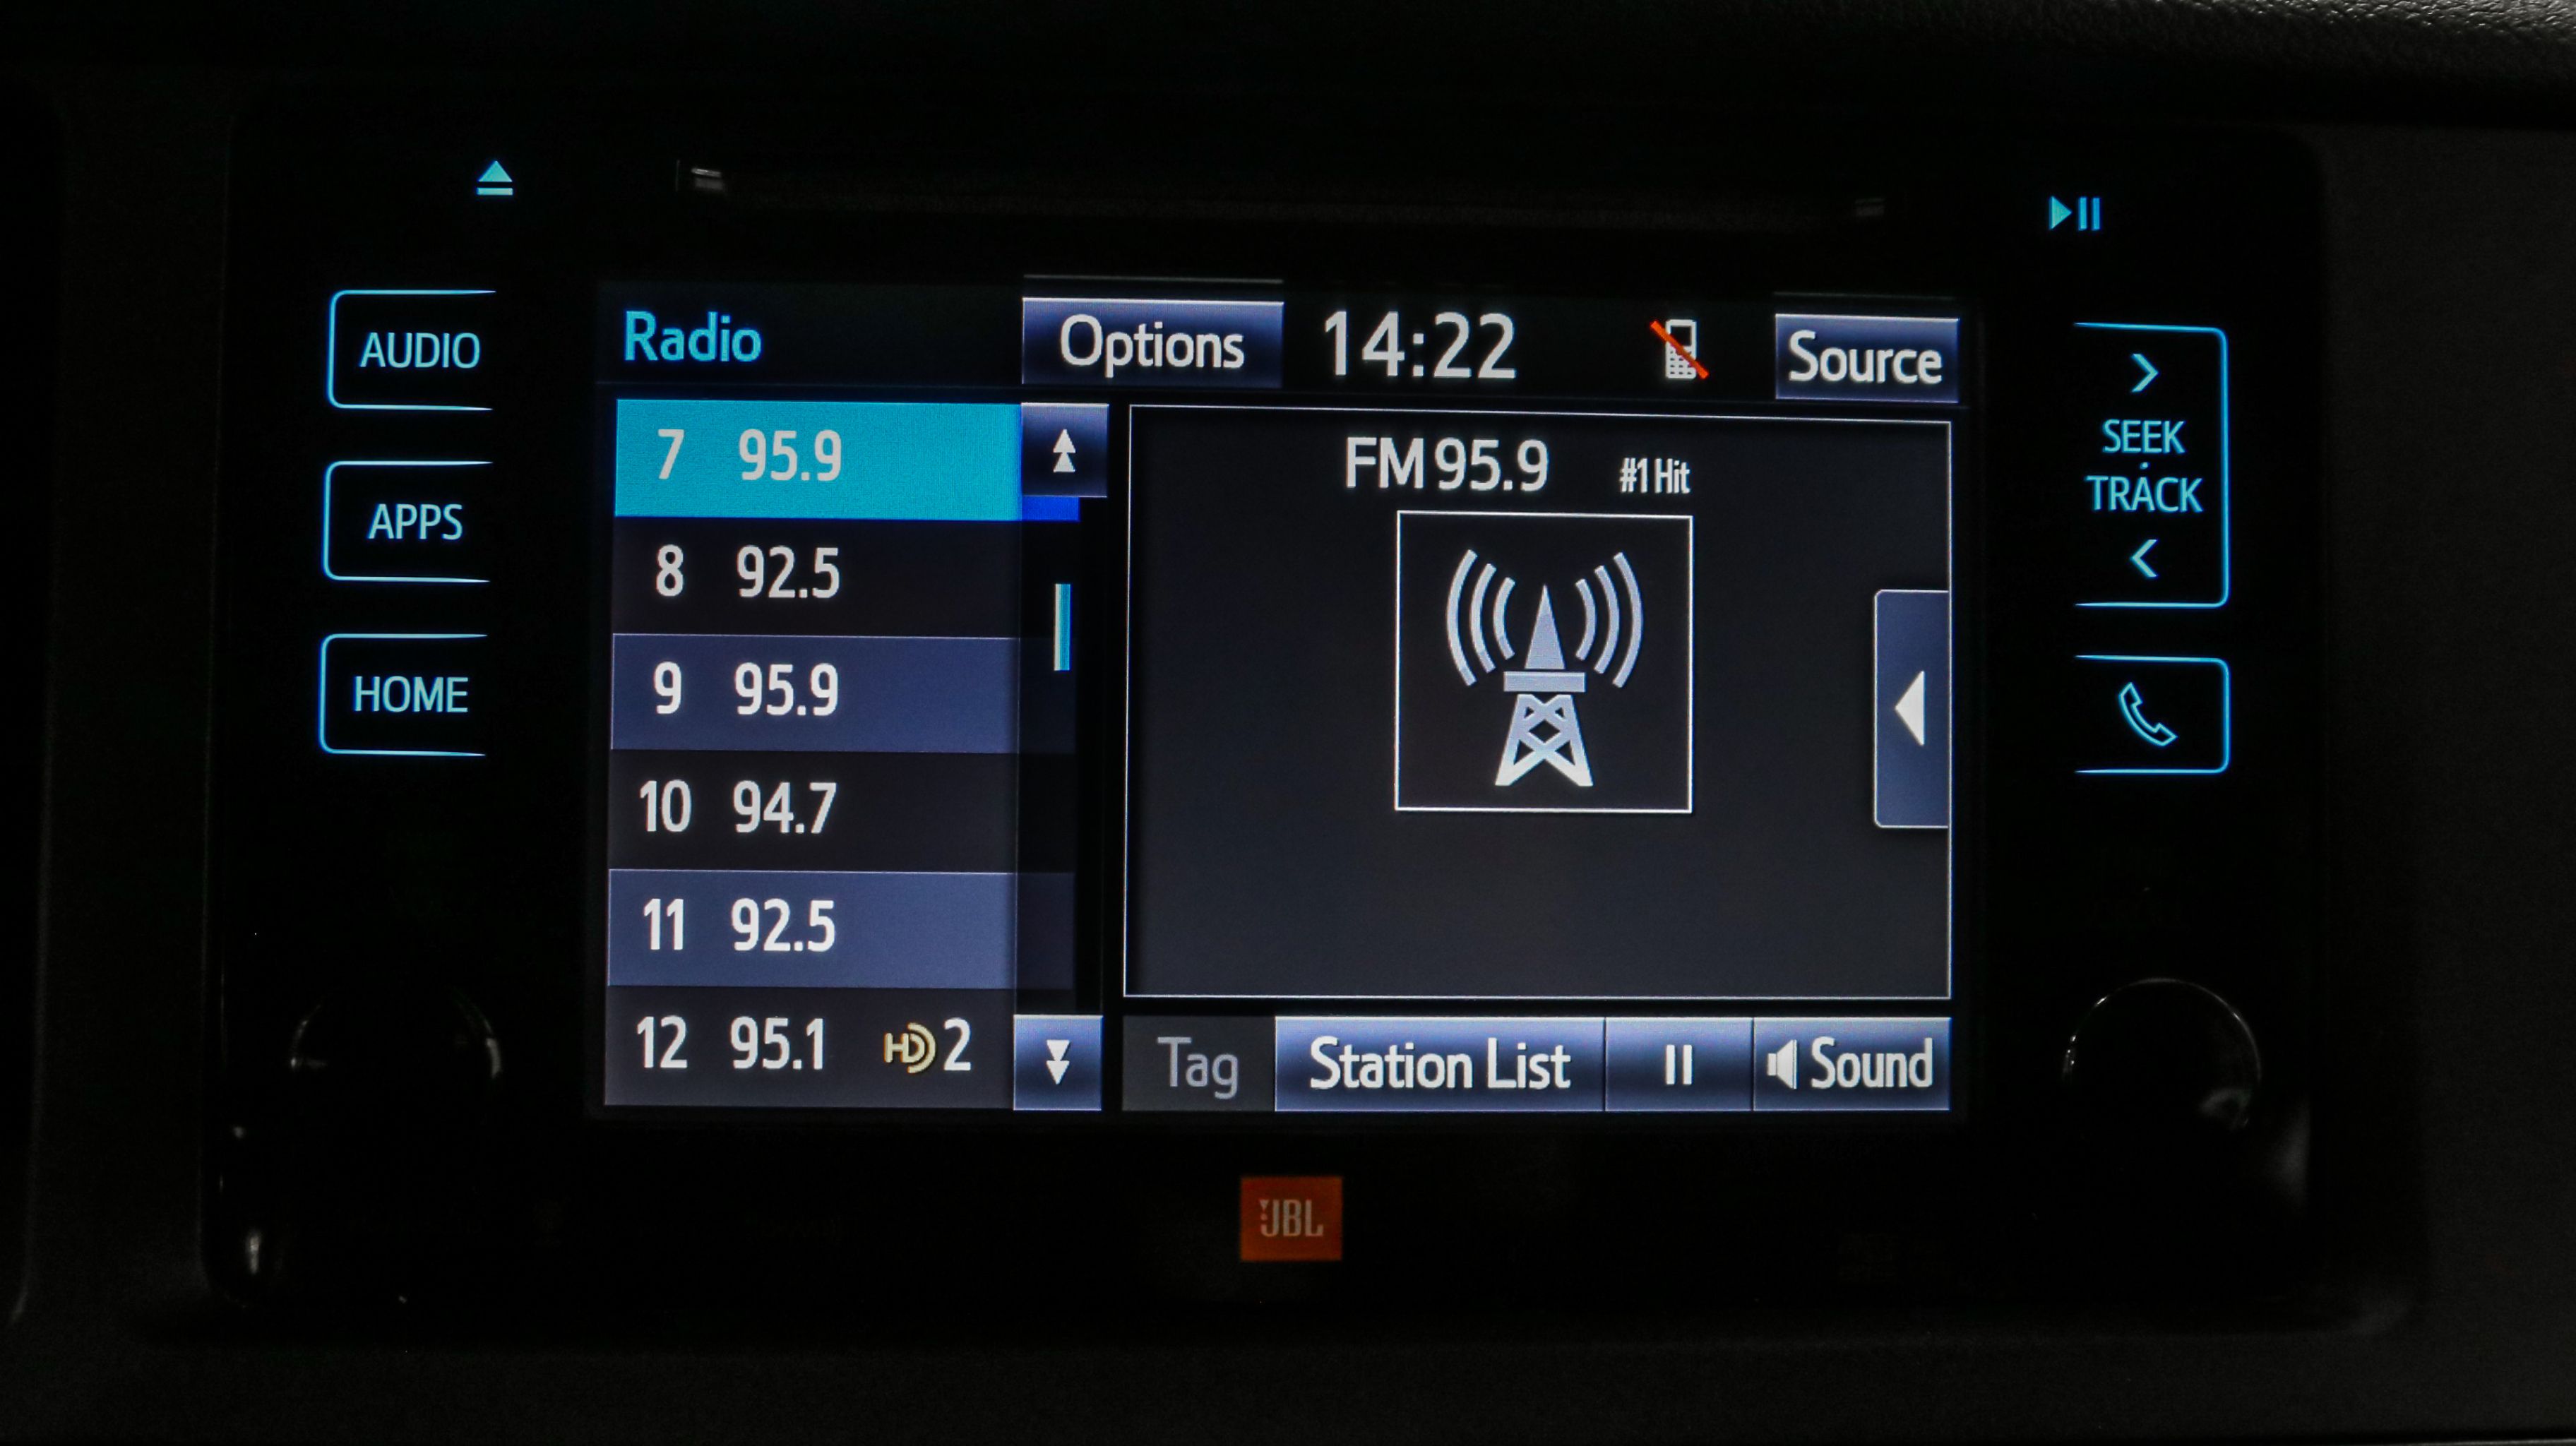 AUDIO
APPS
HOME
Radio
Options
14:22
Source
7 95.9
8 92.5
9 95.9
10 94.7
11 92.5
12 95.1 HD 2
FM 95.9 #1 Hit
Tag
Station List
Sound
SEEK
TRACK
JBL